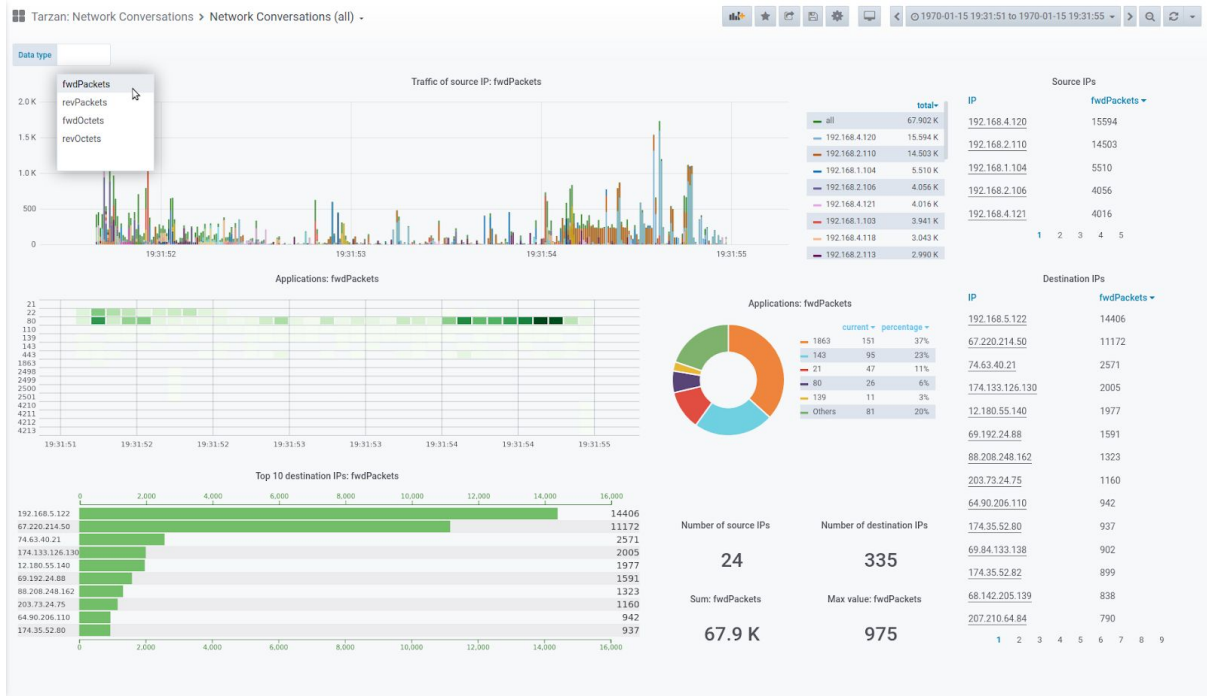 Tarzan: Network Conversations > Network Conversations (all)
1970-01-15 19:31:51 to 1970-01-15 19:31:55
Data type
fwdPackets
revPackets
fwdOctets
revOctets
Traffic of source IP: fwdPackets
2.0 K
1.5 K
1.0 K
500
0
19:31:52 19:31:53 19:31:54 19:31:55
total
all 67.902 K
192.168.4.120 15.594 K
192.168.2.110 14.503 K
192.168.1.104 5.510 K
192.168.2.106 4.056 K
192.168.4.121 4.016 K
192.168.1.103 3.941 K
192.168.4.118 3.043 K
192.168.2.113 2.990 K
Source IPs
IP fwdPackets
192.168.4.120 15594
192.168.2.110 14503
192.168.1.104 5510
192.168.2.106 4056
192.168.4.121 4016
1 2 3 4 5
Applications: fwdPackets
21
22
80
110
139
143
443
1863
2498
2499
2500
2501
4210
4211
4212
4213
19:31:51 19:31:52 19:31:52 19:31:53 19:31:53 19:31:54 19:31:54 19:31:55
Applications: fwdPackets
current percentage
1863 151 37%
143 95 23%
21 47 11%
80 26 6%
139 11 3%
Others 81 20%
Destination IPs
IP fwdPackets
192.168.5.122 14406
67.220.214.50 11172
74.63.40.21 2571
174.133.126.130 2005
12.180.55.140 1977
69.192.24.88 1591
88.208.248.162 1323
203.73.24.75 1160
64.90.206.110 942
174.35.52.80 937
69.84.133.138 902
174.35.52.82 899
68.142.205.139 838
207.210.64.84 790
1 2 3 4 5 6 7 8 9
Top 10 destination IPs: fwdPackets
0 2,000 4,000 6,000 8,000 10,000 12,000 14,000 16,000
192.168.5.122 14406
67.220.214.50 11172
74.63.40.21 2571
174.133.126.130 2005
12.180.55.140 1977
69.192.24.88 1591
88.208.248.162 1323
203.73.24.75 1160
64.90.206.110 942
174.35.52.80 937
0 2,000 4,000 6,000 8,000 10,000 12,000 14,000 16,000
Number of source IPs
24
Number of destination IPs
335
Sum: fwdPackets
67.9 K
Max value: fwdPackets
975